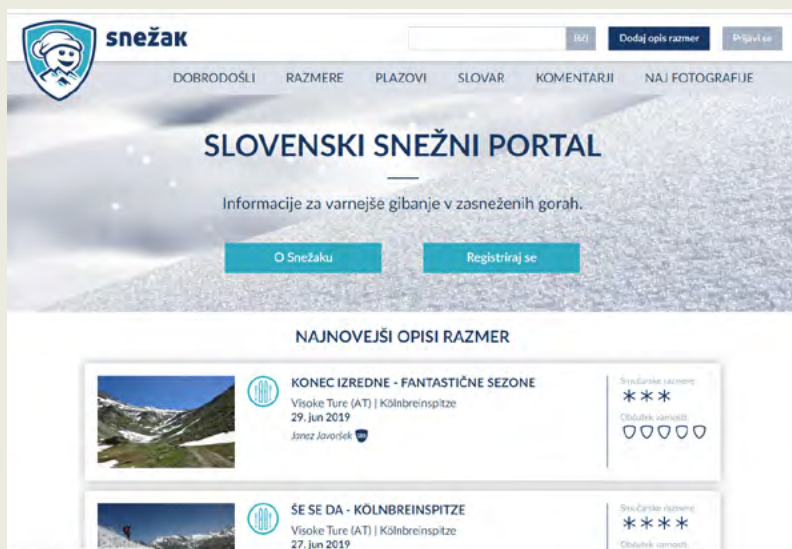 snežak
Išči
Dodaj opis razmer
Prijavi se
DOBRODOŠLI RAZMERE PLAZOVI SLOVAR KOMENTARJI NAJ FOTOGRAFIJE
SLOVENSKI SNEŽNI PORTAL
Informacije za varnejše gibanje v zasneženih gorah.
O Snežaku
Registriraj se
NAJNOVEJŠI OPISI RAZMER
KONEC IZREDNE - FANTASTIČNE SEZONE
Visoke Ture (AT) | Kölnbreinspitze
29. jun 2019
Janez Javoršek
Smučarske razmere
Občutek varnosti
ŠE SE DA - KÖLNBREINSPITZE
Visoke Ture (AT) | Kölnbreinspitze
27. jun 2019
Smučarske razmere
Občutek varnosti